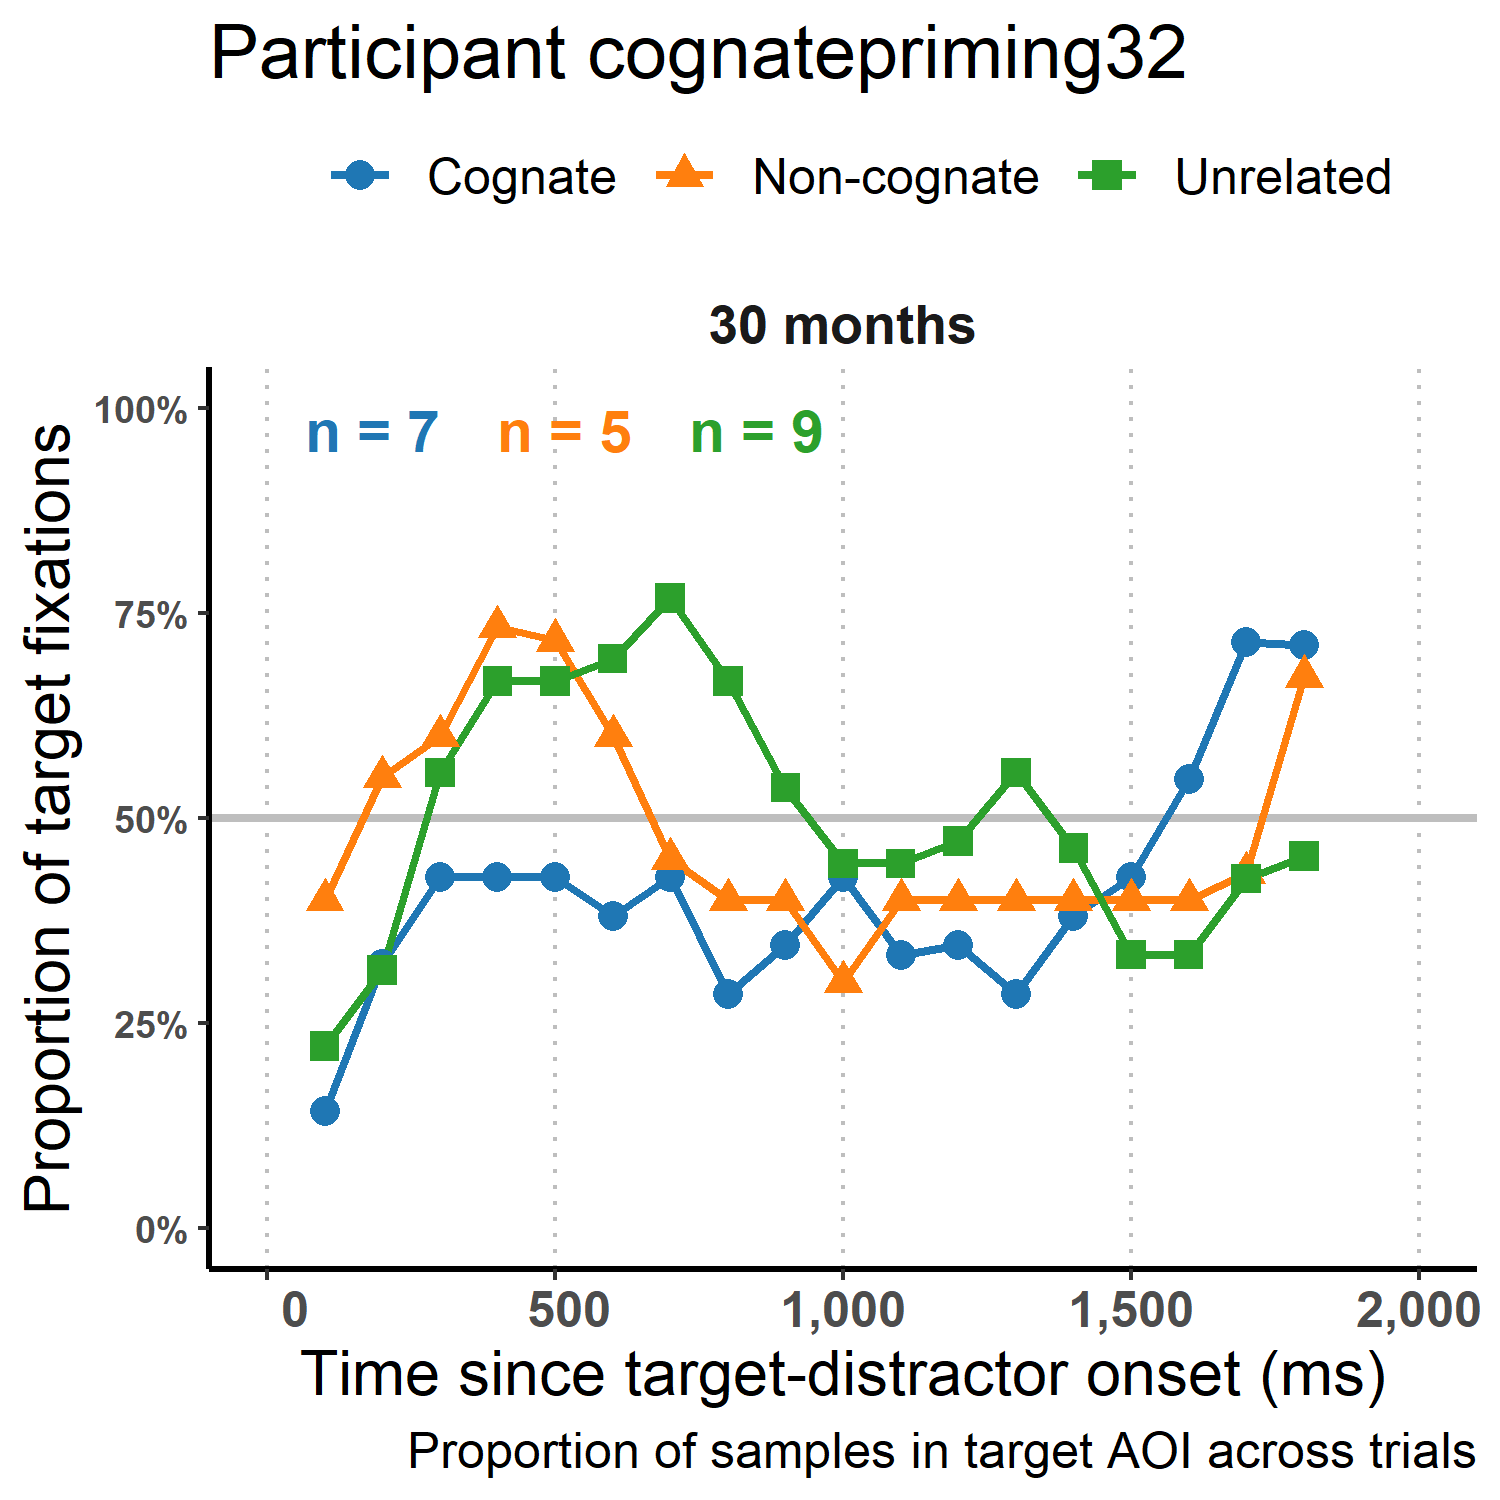 Participant cognatepriming32
Cognate Non-cognate Unrelated
30 months
n = 7 n = 5 n = 9
100%
75%
50%
25%
0%
Proportion of target fixations
0 500 1,000 1,500 2,000
Time since target-distractor onset (ms)
Proportion of samples in target AOI across trials